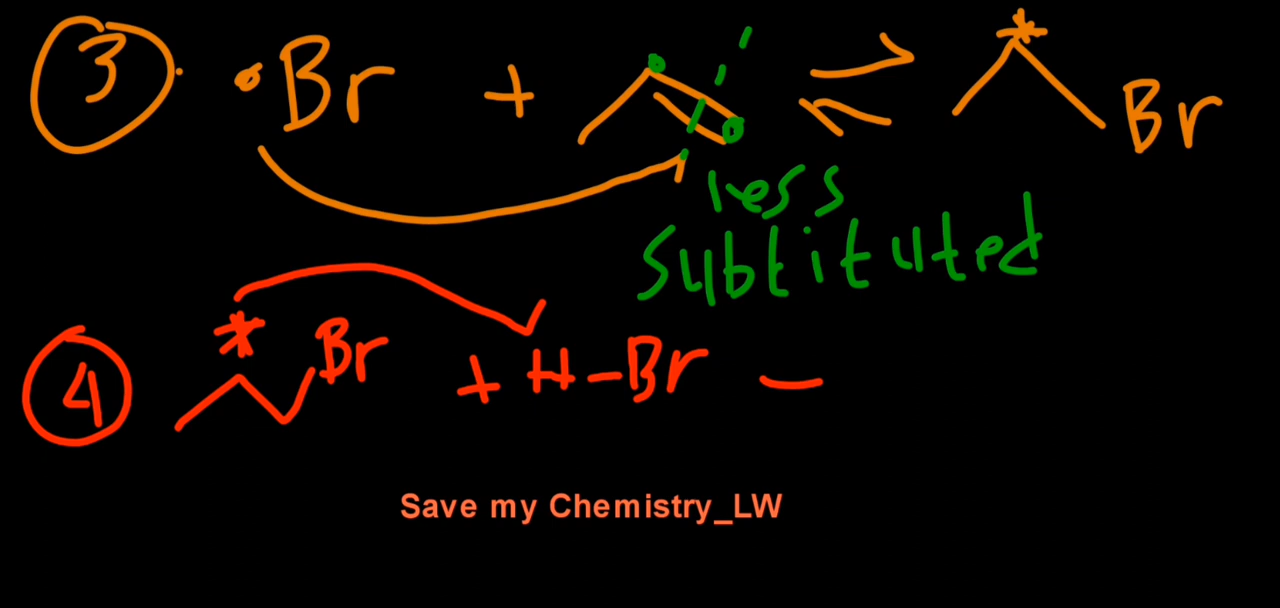 3 •Br + ⇌ * Br
less
Subtituted
4 * Br + H-Br —
Save my Chemistry_LW